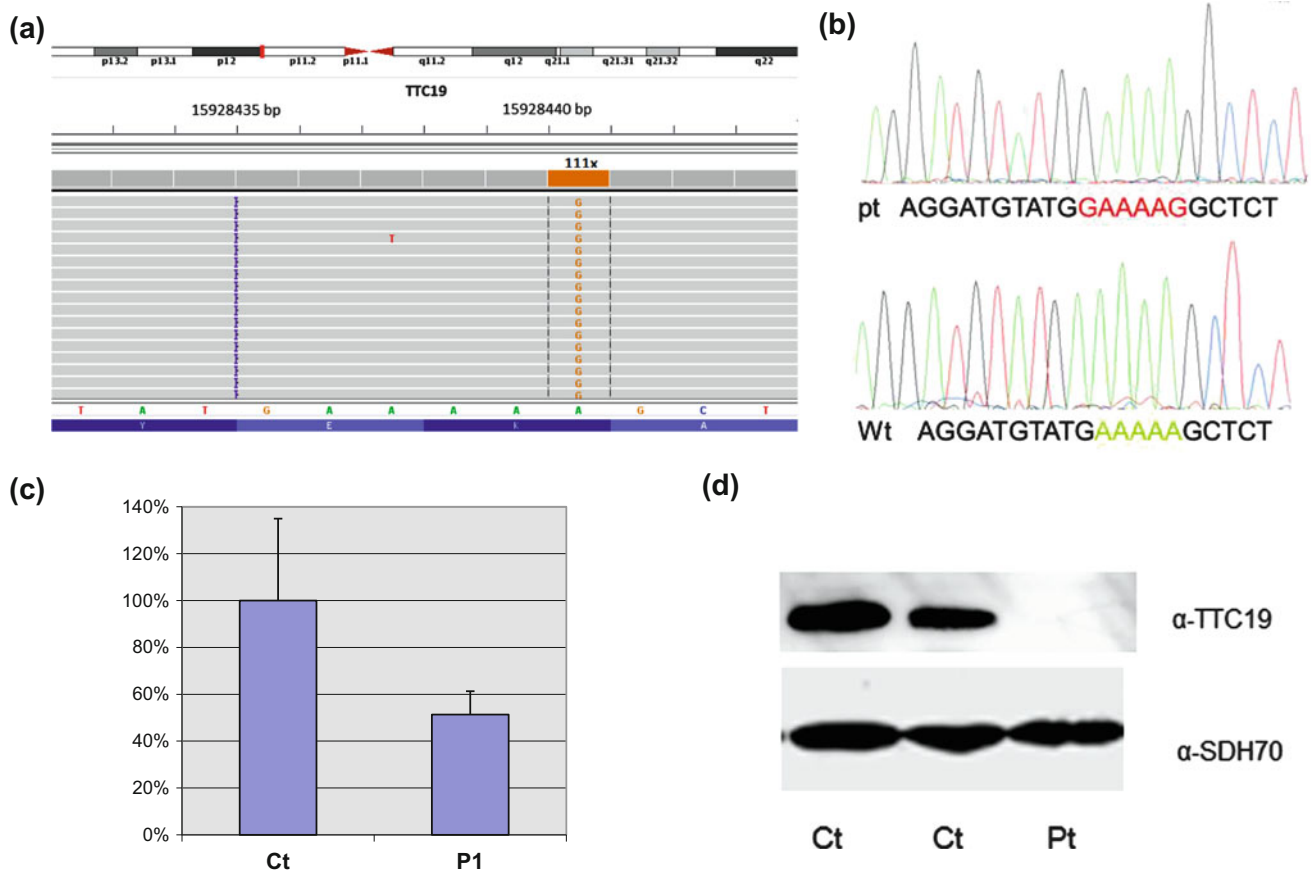 (a)
p13.2 p13.1 p12 p11.2 p11.1 q11.2 q12 q21.1 q21.31 q21.32 q22
TTC19
15928435 bp 15928440 bp
111x
G
G
G
T G
G
G
G
G
G
G
G
G
G
G
G
G
G
T A T G A A A A A G C T
Y E K A
(b)
pt AGGATGTATGGAAAAGGCTCT
Wt AGGATGTATGAAAAAGCTCT
(c)
140%
120%
100%
80%
60%
40%
20%
0%
Ct P1
(d)
α-TTC19
α-SDH70
Ct Ct Pt